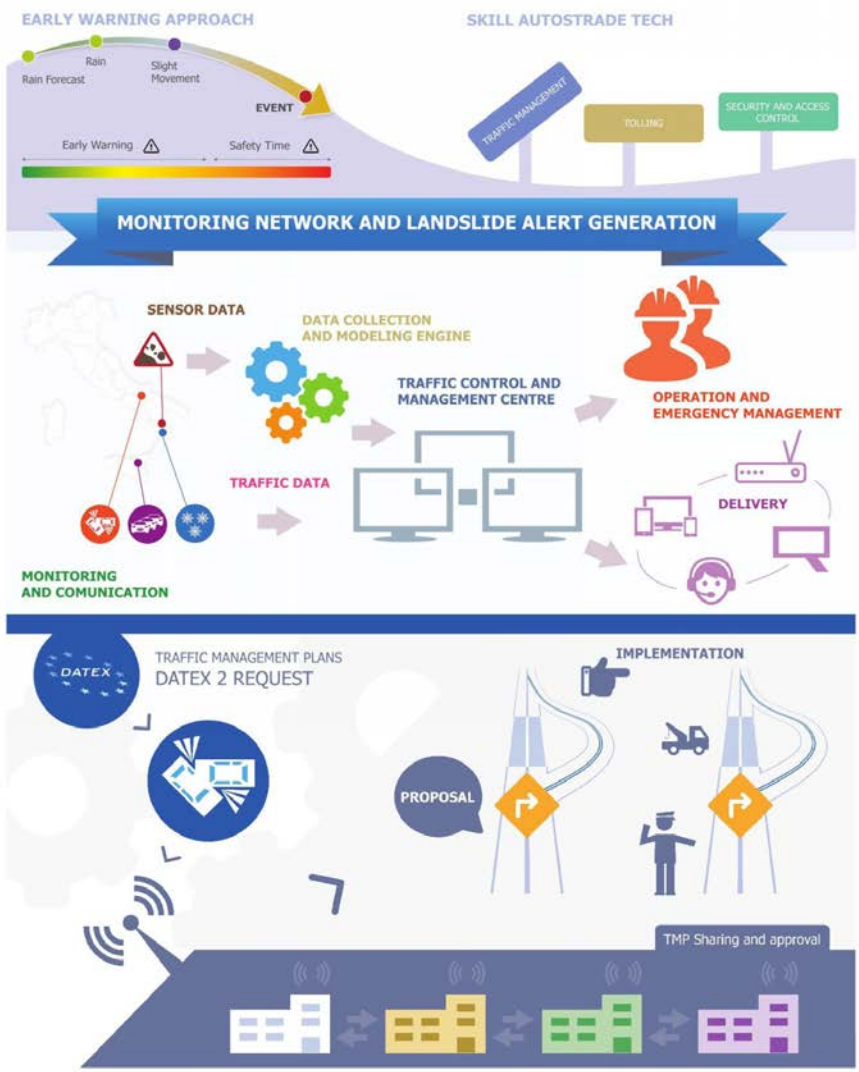 EARLY WARNING APPROACH
SKILL AUTOSTRADE TECH
Rain Forecast
Rain
Slight
Movement
EVENT
Early Warning
Safety Time
TRAFFIC MANAGEMENT
TOLLING
SECURITY AND ACCESS
CONTROL
MONITORING NETWORK AND LANDSLIDE ALERT GENERATION
SENSOR DATA
DATA COLLECTION
AND MODELING ENGINE
TRAFFIC CONTROL AND
MANAGEMENT CENTRE
OPERATION AND
EMERGENCY MANAGEMENT
TRAFFIC DATA
DELIVERY
MONITORING
AND COMUNICATION
DATEX
TRAFFIC MANAGEMENT PLANS
DATEX 2 REQUEST
IMPLEMENTATION
PROPOSAL
TMP Sharing and approval